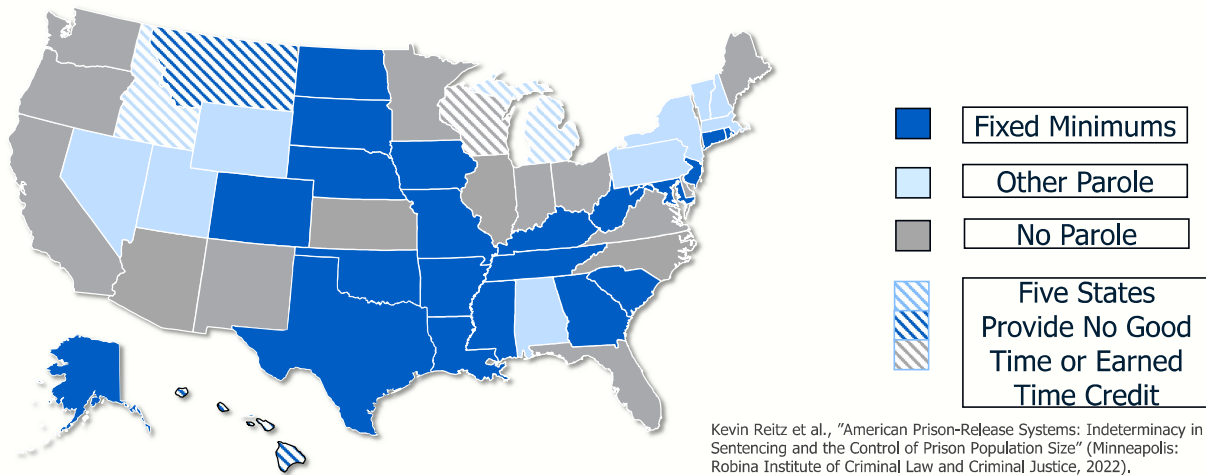 Fixed Minimums
Other Parole
No Parole
Five States
Provide No Good
Time or Earned
Time Credit
Kevin Reitz et al., ”American Prison-Release Systems: Indeterminacy in
Sentencing and the Control of Prison Population Size” (Minneapolis:
Robina Institute of Criminal Law and Criminal Justice, 2022).